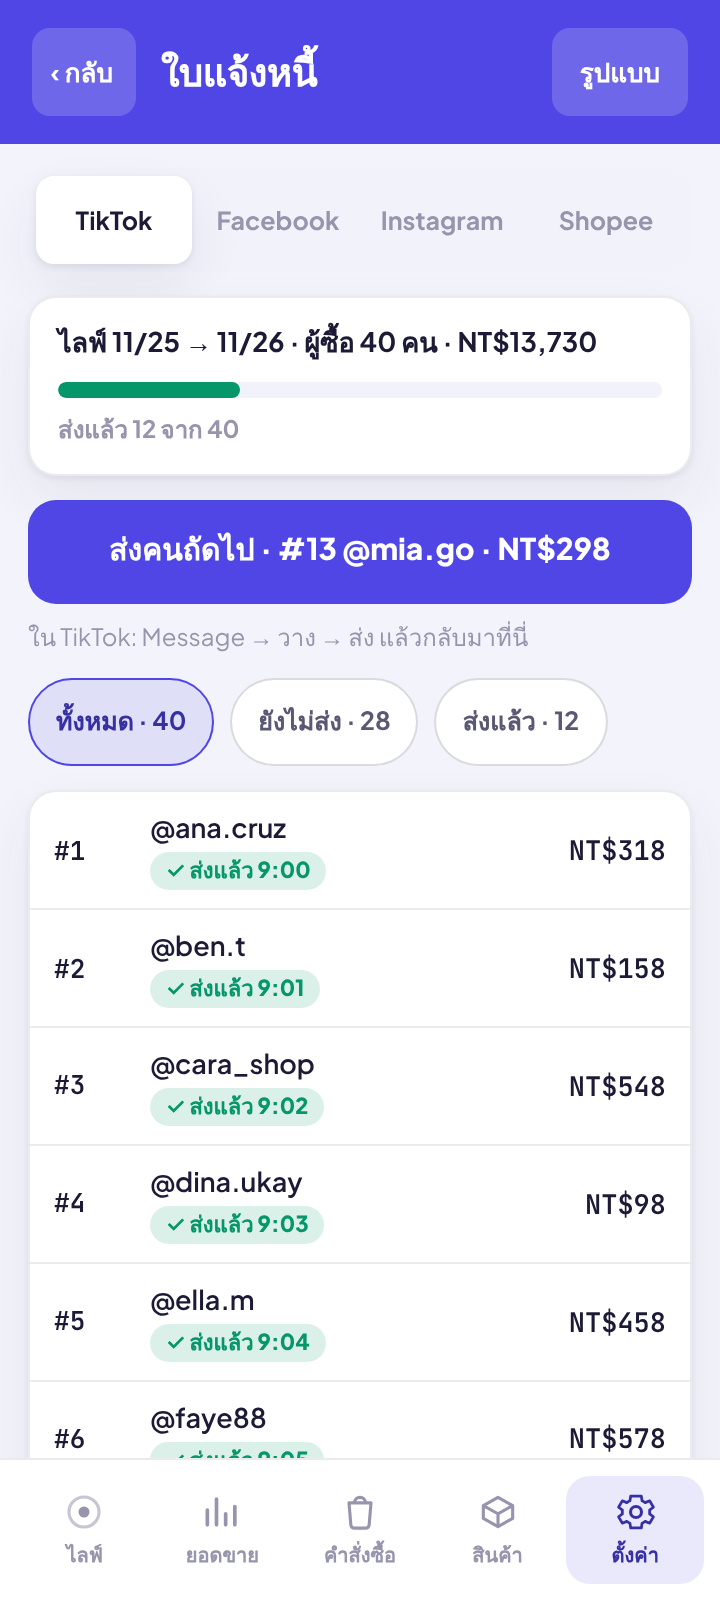 ‹ กลับ
ใบแจ้งหนี้
รูปแบบ
TikTok
Facebook
Instagram
Shopee
ไลฟ์ 11/25 → 11/26 · ผู้ซื้อ 40 คน · NT$13,730
ส่งแล้ว 12 จาก 40
ส่งคนถัดไป · #13 @mia.go · NT$298
ใน TikTok: Message → วาง → ส่ง แล้วกลับมาที่นี่
ทั้งหมด · 40
ยังไม่ส่ง · 28
ส่งแล้ว · 12
#1
@ana.cruz
✓ ส่งแล้ว 9:00
NT$318
#2
@ben.t
✓ ส่งแล้ว 9:01
NT$158
#3
@cara_shop
✓ ส่งแล้ว 9:02
NT$548
#4
@dina.ukay
✓ ส่งแล้ว 9:03
NT$98
#5
@ella.m
✓ ส่งแล้ว 9:04
NT$458
#6
@faye88
NT$578
ไลฟ์
ยอดขาย
คำสั่งซื้อ
สินค้า
ตั้งค่า